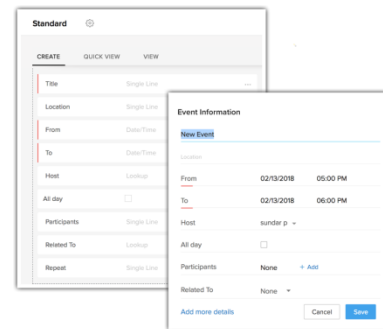 Standard
CREATE QUICK VIEW VIEW
Title Single Line
Location Single Line
From Date/Time
To Date/Time
Host Lookup
All day
Participants Single Line
Related To Lookup
Repeat Single Line
Event Information
New Event
Location
From 02/13/2018 05:00 PM
To 02/13/2018 06:00 PM
Host sunder p
All day
Participants None + Add
Related To None
Add more details Cancel Save